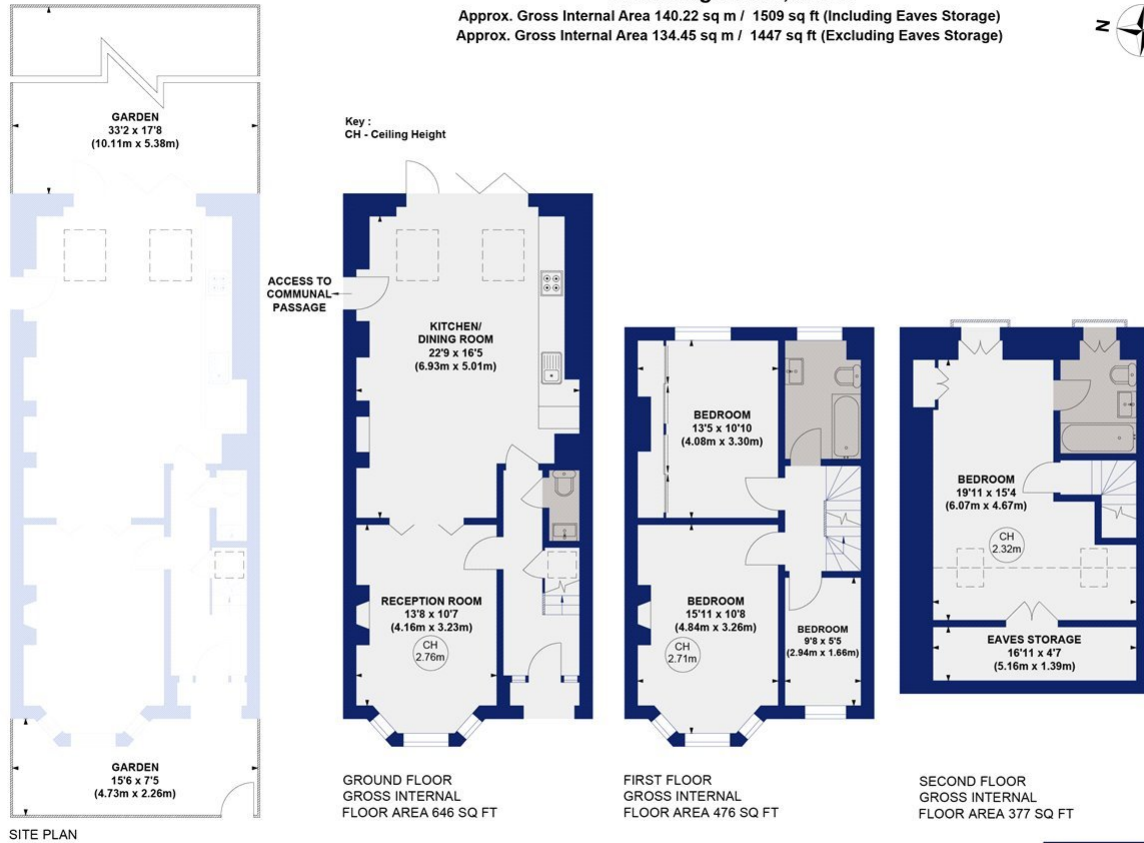 Approx. Gross Internal Area 140.22 sq m / 1509 sq ft (Including Eaves Storage)
Approx. Gross Internal Area 134.45 sq m / 1447 sq ft (Excluding Eaves Storage)
N
Key :
CH - Ceiling Height
GARDEN
33'2 x 17'8
(10.11m x 5.38m)
GARDEN
15'6 x 7'5
(4.73m x 2.26m)
SITE PLAN
ACCESS TO
COMMUNAL
PASSAGE
KITCHEN/
DINING ROOM
22'9 x 16'5
(6.93m x 5.01m)
RECEPTION ROOM
13'8 x 10'7
(4.16m x 3.23m)
CH
2.76m
GROUND FLOOR
GROSS INTERNAL
FLOOR AREA 646 SQ FT
BEDROOM
13'5 x 10'10
(4.08m x 3.30m)
BEDROOM
15'11 x 10'8
(4.84m x 3.26m)
CH
2.71m
BEDROOM
9'8 x 5'5
(2.94m x 1.66m)
FIRST FLOOR
GROSS INTERNAL
FLOOR AREA 476 SQ FT
BEDROOM
19'11 x 15'4
(6.07m x 4.67m)
CH
2.32m
EAVES STORAGE
16'11 x 4'7
(5.16m x 1.39m)
SECOND FLOOR
GROSS INTERNAL
FLOOR AREA 377 SQ FT